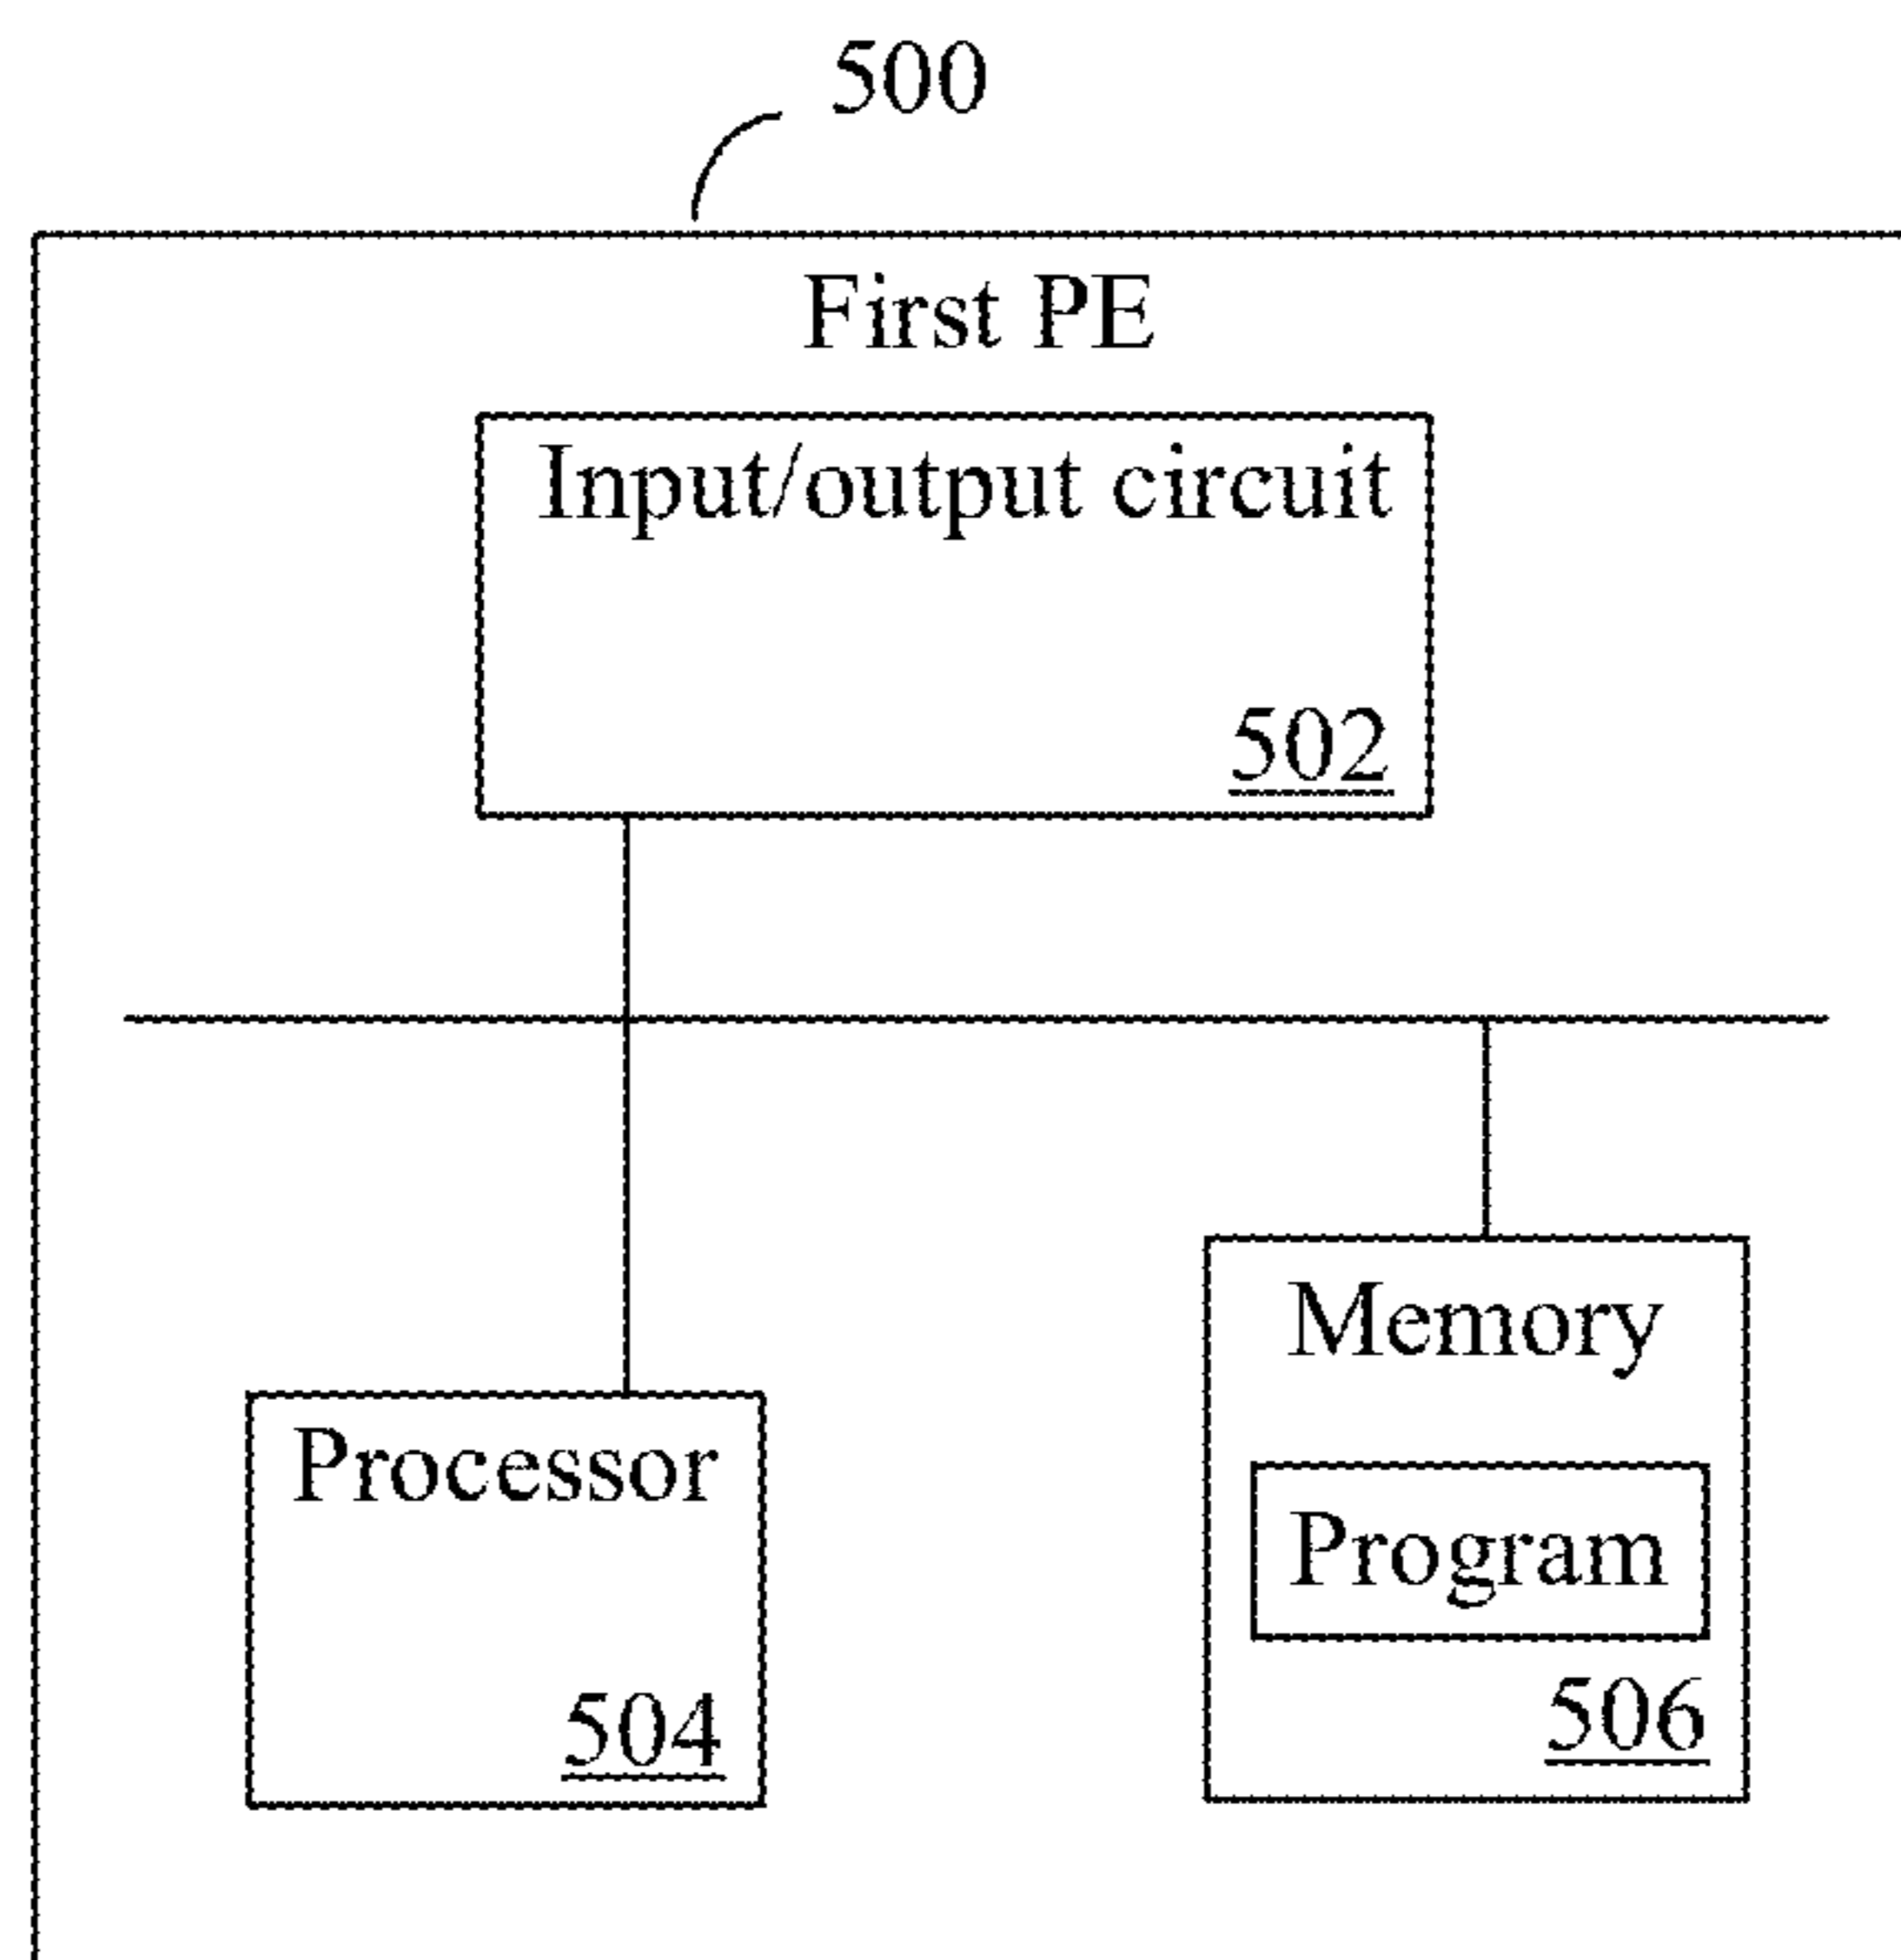 500
First PE
Input/output circuit
502
Memory
Processor
Program
504
506